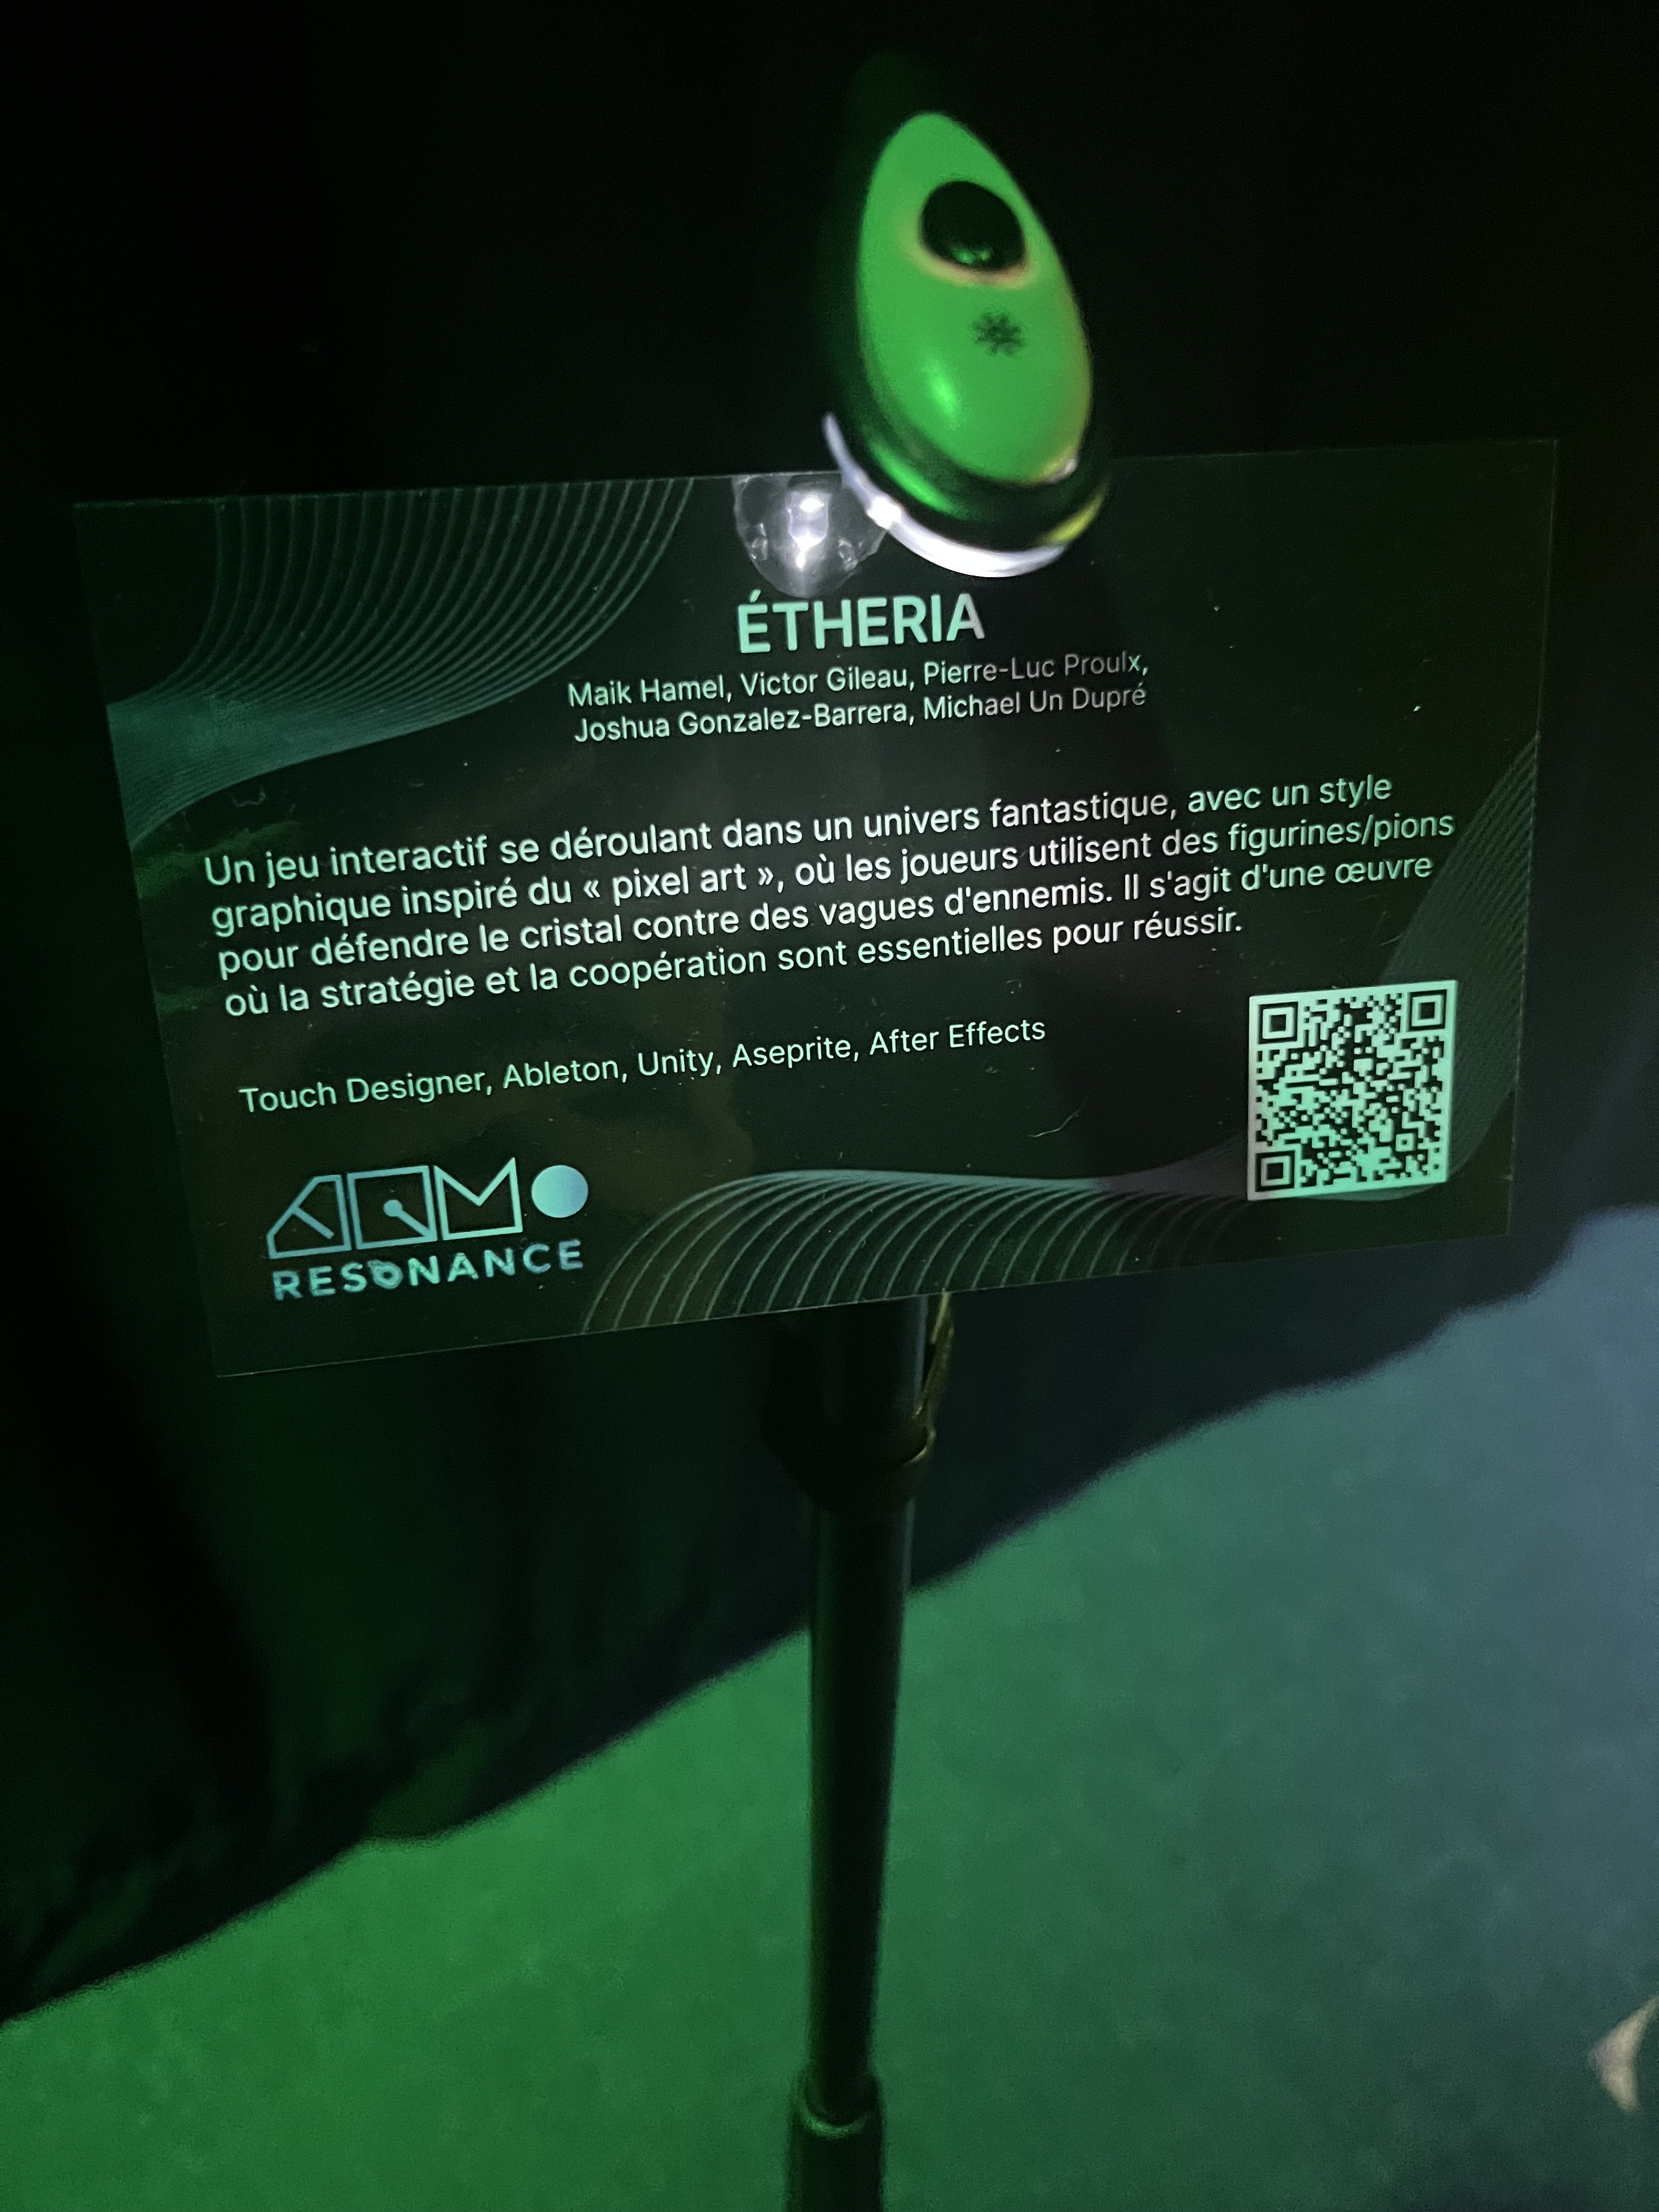 ÉTHERIA
Maik Hamel, Victor Gileau, Pierre-Luc Proulx,
Joshua Gonzalez-Barrera, Michael Un Dupré
Un jeu interactif se déroulant dans un univers fantastique, avec un style
graphique inspiré du « pixel art », où les joueurs utilisent des figurines/pions
pour défendre le cristal contre des vagues d'ennemis. Il s'agit d'une œuvre
où la stratégie et la coopération sont essentielles pour réussir.
Touch Designer, Ableton, Unity, Aseprite, After Effects
RESONANCE